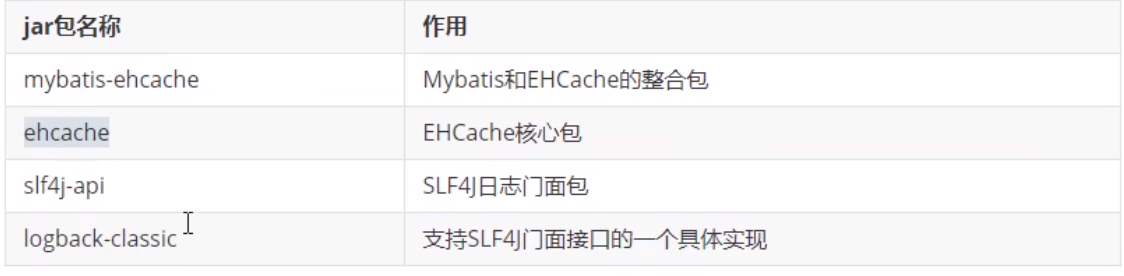 jar包名称 作用
mybatis-ehcache Mybatis和EHCache的整合包
ehcache EHCache核心包
slf4j-api SLF4J日志门面包
logback-classic 支持SLF4J门面接口的一个具体实现